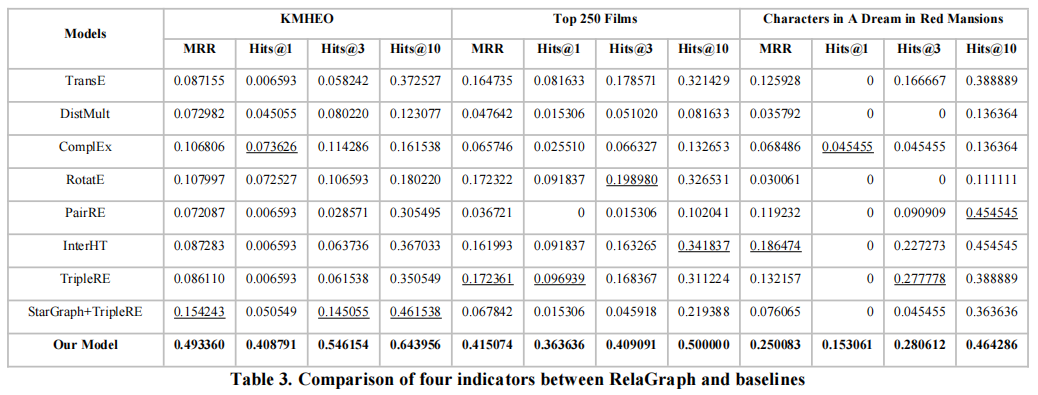 Models KMHEO Top 250 Films Characters in A Dream in Red Mansions
MRR Hits@1 Hits@3 Hits@10 MRR Hits@1 Hits@3 Hits@10 MRR Hits@1 Hits@3 Hits@10
TransE 0.087155 0.006593 0.058242 0.372527 0.164735 0.081633 0.178571 0.321429 0.125928 0 0.166667 0.388889
DistMult 0.072982 0.045055 0.080220 0.123077 0.047642 0.015306 0.051020 0.081633 0.035792 0 0 0.136364
ComplEx 0.106806 0.073626 0.114286 0.161538 0.065746 0.025510 0.066327 0.132653 0.068486 0.045455 0.045455 0.136364
RotatE 0.107997 0.072527 0.106593 0.180220 0.172322 0.091837 0.198980 0.326531 0.030061 0 0 0.111111
PairRE 0.072087 0.006593 0.028571 0.305495 0.036721 0 0.015306 0.102041 0.119232 0 0.090909 0.454545
InterHT 0.087283 0.006593 0.063736 0.367033 0.161993 0.091837 0.163265 0.341837 0.186474 0 0.227273 0.454545
TripleRE 0.086110 0.006593 0.061538 0.350549 0.172361 0.096939 0.168367 0.311224 0.132157 0 0.277778 0.388889
StarGraph+TripleRE 0.154243 0.050549 0.145055 0.461538 0.067842 0.015306 0.045918 0.219388 0.076065 0 0.045455 0.363636
Our Model 0.493360 0.408791 0.546154 0.643956 0.415074 0.363636 0.409091 0.500000 0.250083 0.153061 0.280612 0.464286
Table 3. Comparison of four indicators between RelaGraph and baselines